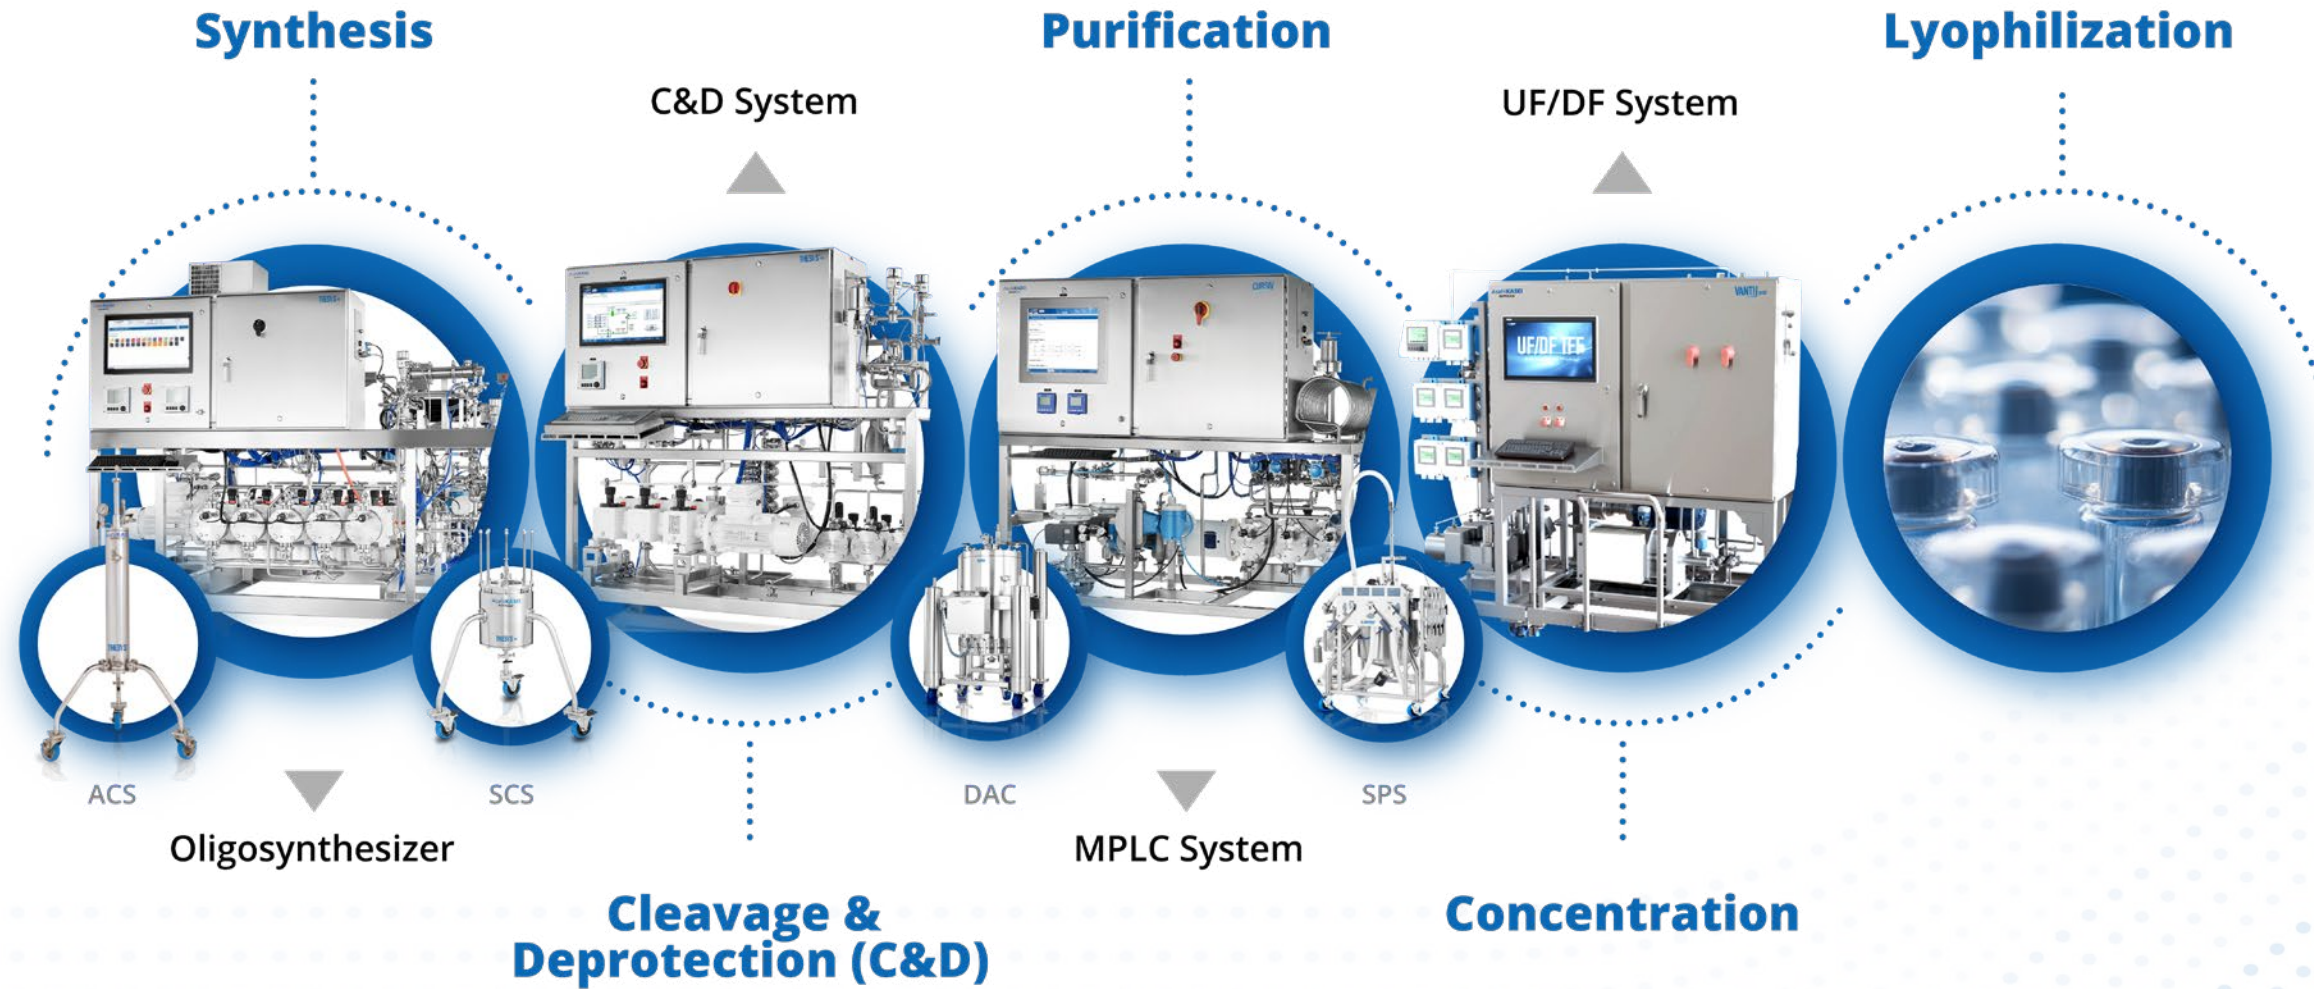 Synthesis
Purification
Lyophilization
C&D System
UF/DF System
UF/DF TFF
ACS
SCS
DAC
SPS
Oligosynthesizer
MPLC System
Cleavage &
Deprotection (C&D)
Concentration